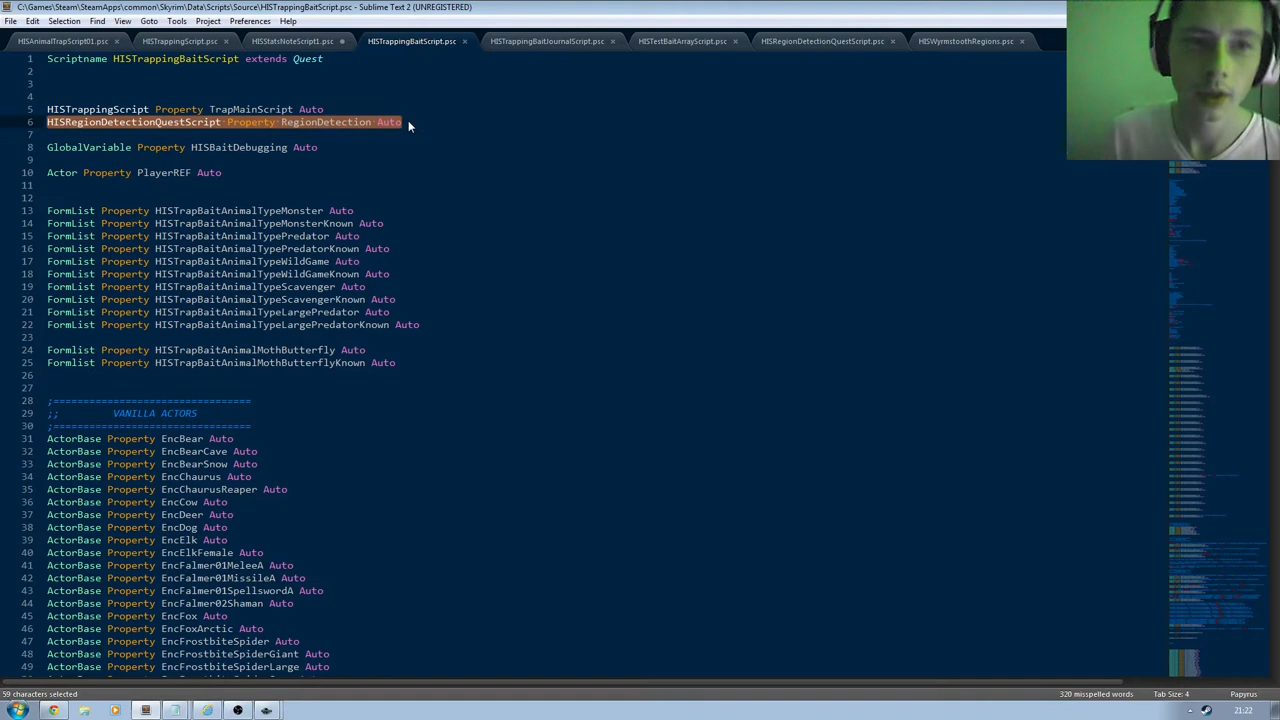 C:\Games\Steam\SteamApps\common\Skyrim\Data\Scripts\Source\HISTrappingBaitScript.psc - Sublime Text 2 (UNREGISTERED)
File Edit Selection Find View Goto Tools Project Preferences Help
HISAnimalTrapScript01.psc HISTrappingScript.psc HISStatsNoteScript1.psc HISTrappingBaitScript.psc HISTrappingBaitJournalScript.psc HISTestBaitArrayScript.psc HISRegionDetectionQuestScript.psc HISWyrmstoothRegions.psc
1 Scriptname HISTrappingBaitScript extends Quest
2
3
4
5 HISTrappingScript Property TrapMainScript Auto
6 HISRegionDetectionQuestScript Property RegionDetection Auto
7
8 GlobalVariable Property HISBaitDebugging Auto
9
10 Actor Property PlayerREF Auto
11
12
13 FormList Property HISTrapBaitAnimalTypeMonster Auto
14 FormList Property HISTrapBaitAnimalTypeMonsterKnown Auto
15 FormList Property HISTrapBaitAnimalTypePredator Auto
16 FormList Property HISTrapBaitAnimalTypePredatorKnown Auto
17 FormList Property HISTrapBaitAnimalTypeWildGame Auto
18 FormList Property HISTrapBaitAnimalTypeWildGameKnown Auto
19 FormList Property HISTrapBaitAnimalTypeScavenger Auto
20 FormList Property HISTrapBaitAnimalTypeScavengerKnown Auto
21 FormList Property HISTrapBaitAnimalTypeLargePredator Auto
22 FormList Property HISTrapBaitAnimalTypeLargePredatorKnown Auto
23
24 Formlist Property HISTrapBaitAnimalMothButterfly Auto
25 Formlist Property HISTrapBaitAnimalMothButterflyKnown Auto
26
27
28 ;===============================
29 ;; VANILLA ACTORS
30 ;===============================
31 ActorBase Property EncBear Auto
32 ActorBase Property EncBearCave Auto
33 ActorBase Property EncBearSnow Auto
34 ActorBase Property EncChaurus Auto
35 ActorBase Property EncChaurusReaper Auto
36 ActorBase Property EncCow Auto
37 ActorBase Property EncDeer Auto
38 ActorBase Property EncDog Auto
39 ActorBase Property EncElk Auto
40 ActorBase Property EncElkFemale Auto
41 ActorBase Property EncFalmer01MeleeA Auto
42 ActorBase Property EncFalmer01MissileA Auto
43 ActorBase Property EncFalmer01SpellswordA Auto
44 ActorBase Property EncFalmer02Shaman Auto
45 ActorBase Property EncFox Auto
46 ActorBase Property EncFoxArctic Auto
47 ActorBase Property EncFrostbiteSpider Auto
48 ActorBase Property EncFrostbiteSpiderGiant Auto
49 ActorBase Property EncFrostbiteSpiderLarge Auto
59 characters selected 320 misspelled words Tab Size: 4 Papyrus
21:22